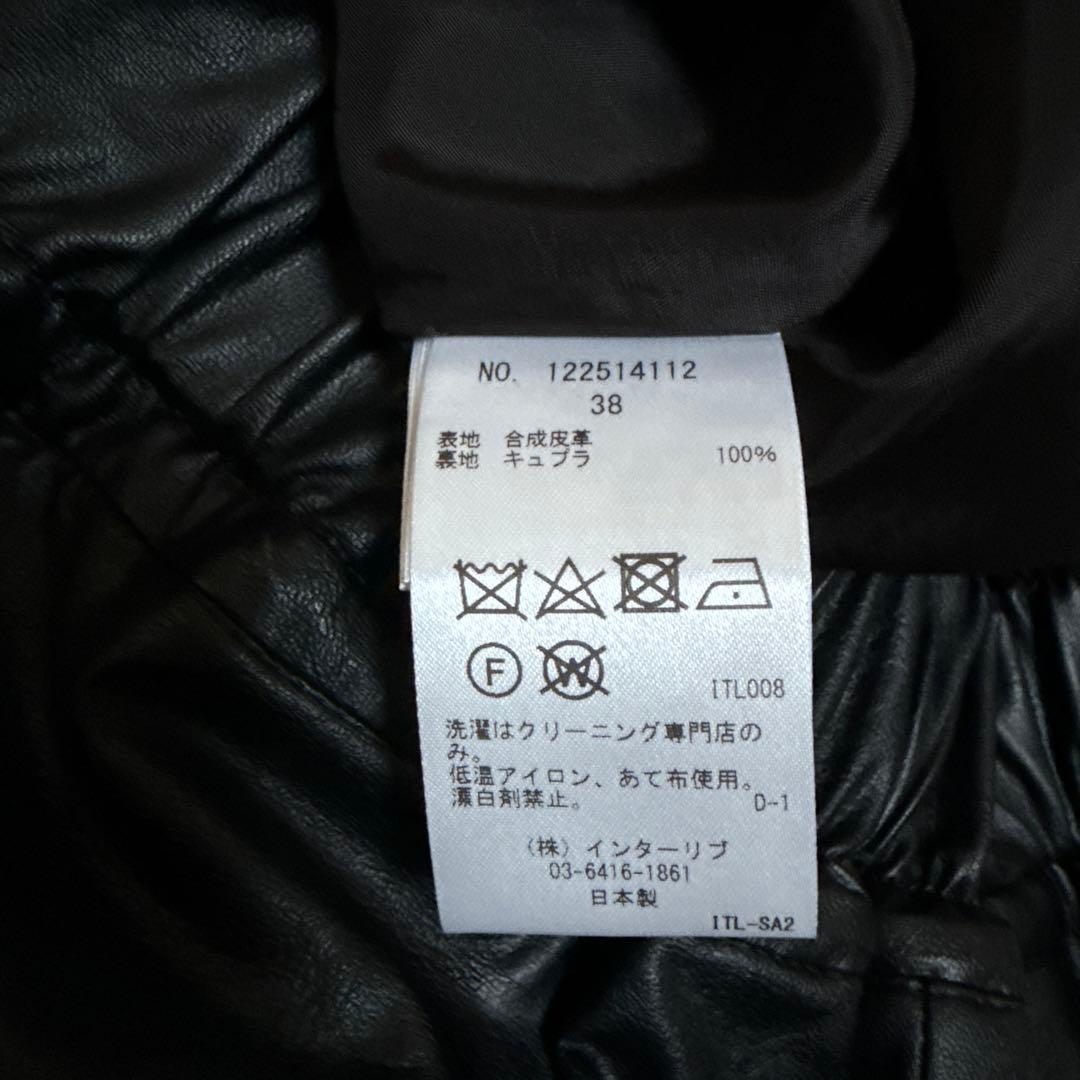 NO. 122514112
38
表地 合成皮革
裏地 キュプラ 100%
F W
ITL008
洗濯はクリーニング専門店の
み。
低温アイロン、あて布使用。
漂白剤禁止。 D-1
(株)インターリブ
03-6416-1861
日本製
ITL-SA2